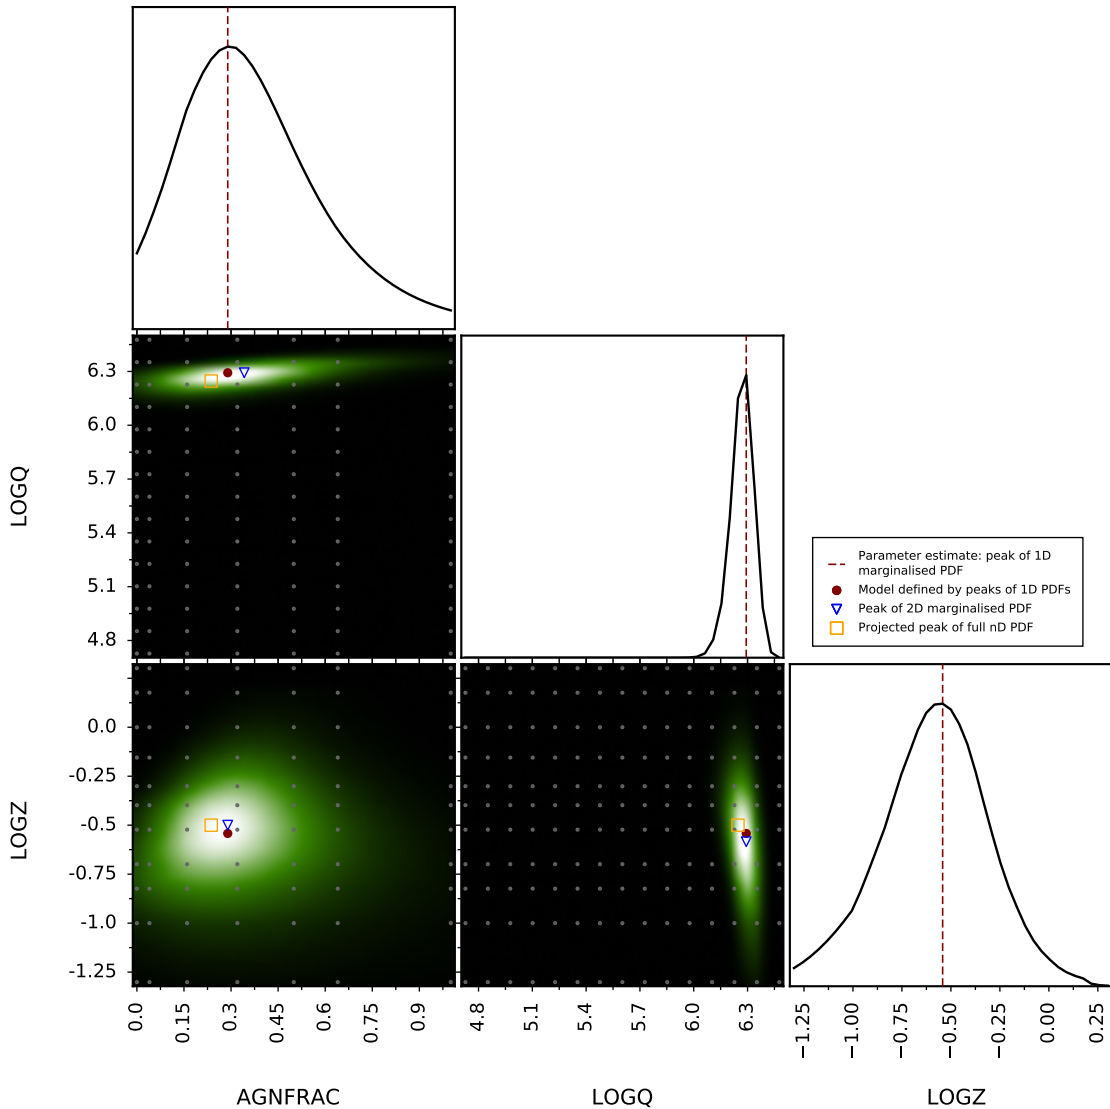 6.3
6.0
5.7
5.4
5.1
4.8
LOGQ
Parameter estimate: peak of 1D
marginalised PDF
Model defined by peaks of 1D PDFs
Peak of 2D marginalised PDF
Projected peak of full nD PDF
0.0
-0.25
-0.5
-0.75
-1.0
-1.25
LOGZ
0.0 0.15 0.3 0.45 0.6 0.75 0.9
4.8 5.1 5.4 5.7 6.0 6.3
−1.25 −1.00 −0.75 −0.50 −0.25 0.00 0.25
AGNFRAC LOGQ LOGZ